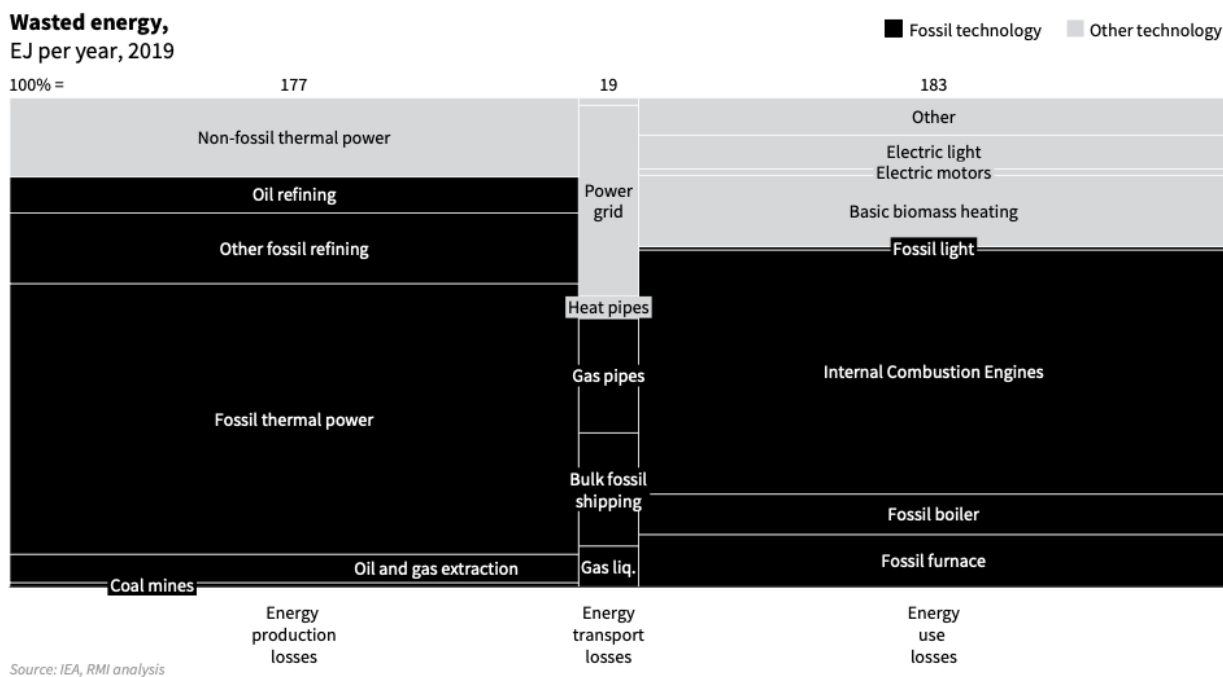 Wasted energy,
EJ per year, 2019
Fossil technology
Other technology
100% =
177
19
183
Non-fossil thermal power
Oil refining
Other fossil refining
Fossil thermal power
Oil and gas extraction
Coal mines
Power
grid
Heat pipes
Gas pipes
Bulk fossil
shipping
Gas liq.
Other
Electric light
Electric motors
Basic biomass heating
Fossil light
Internal Combustion Engines
Fossil boiler
Fossil furnace
Energy
production
losses
Energy
transport
losses
Energy
use
losses
Source: IEA, RMI analysis